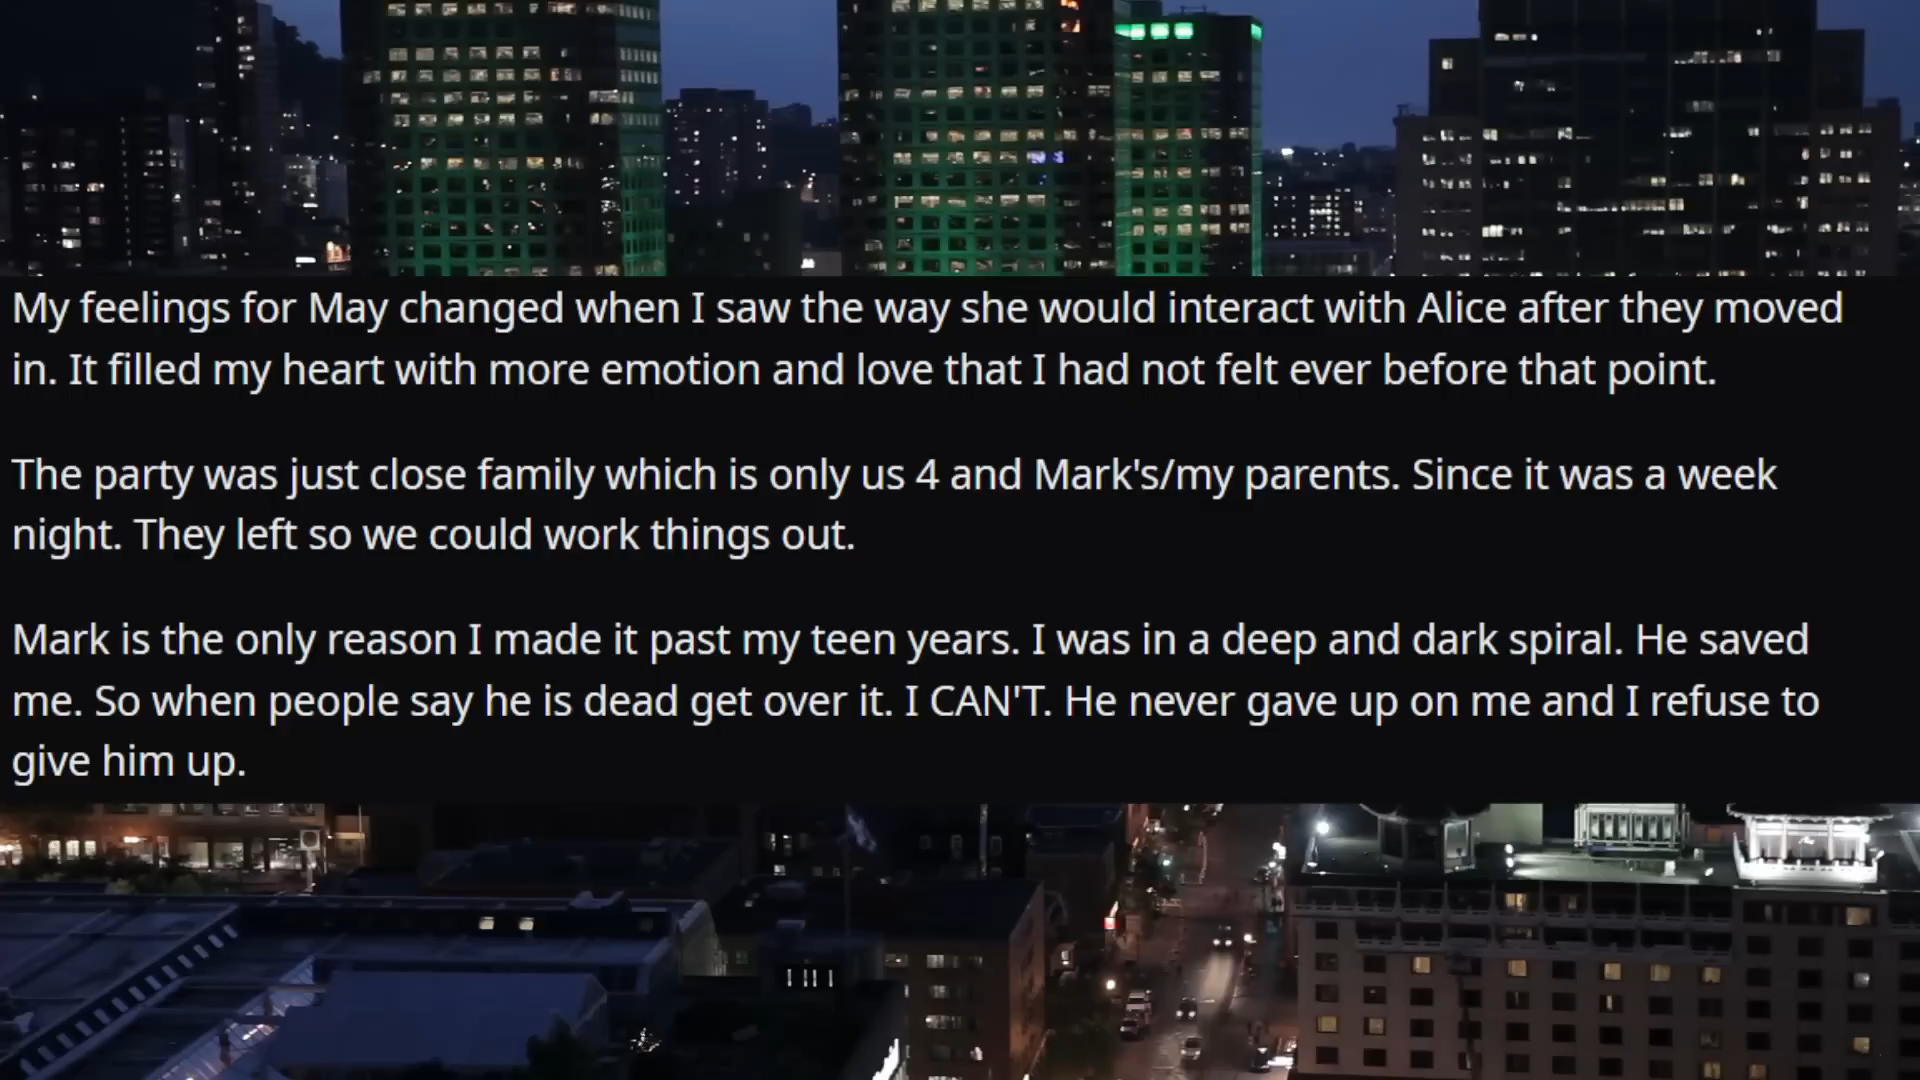 My feelings for May changed when I saw the way she would interact with Alice after they moved
in. It filled my heart with more emotion and love that I had not felt ever before that point.
The party was just close family which is only us 4 and Mark's/my parents. Since it was a week
night. They left so we could work things out.
Mark is the only reason I made it past my teen years. I was in a deep and dark spiral. He saved
me. So when people say he is dead get over it. I CAN'T. He never gave up on me and I refuse to
give him up.